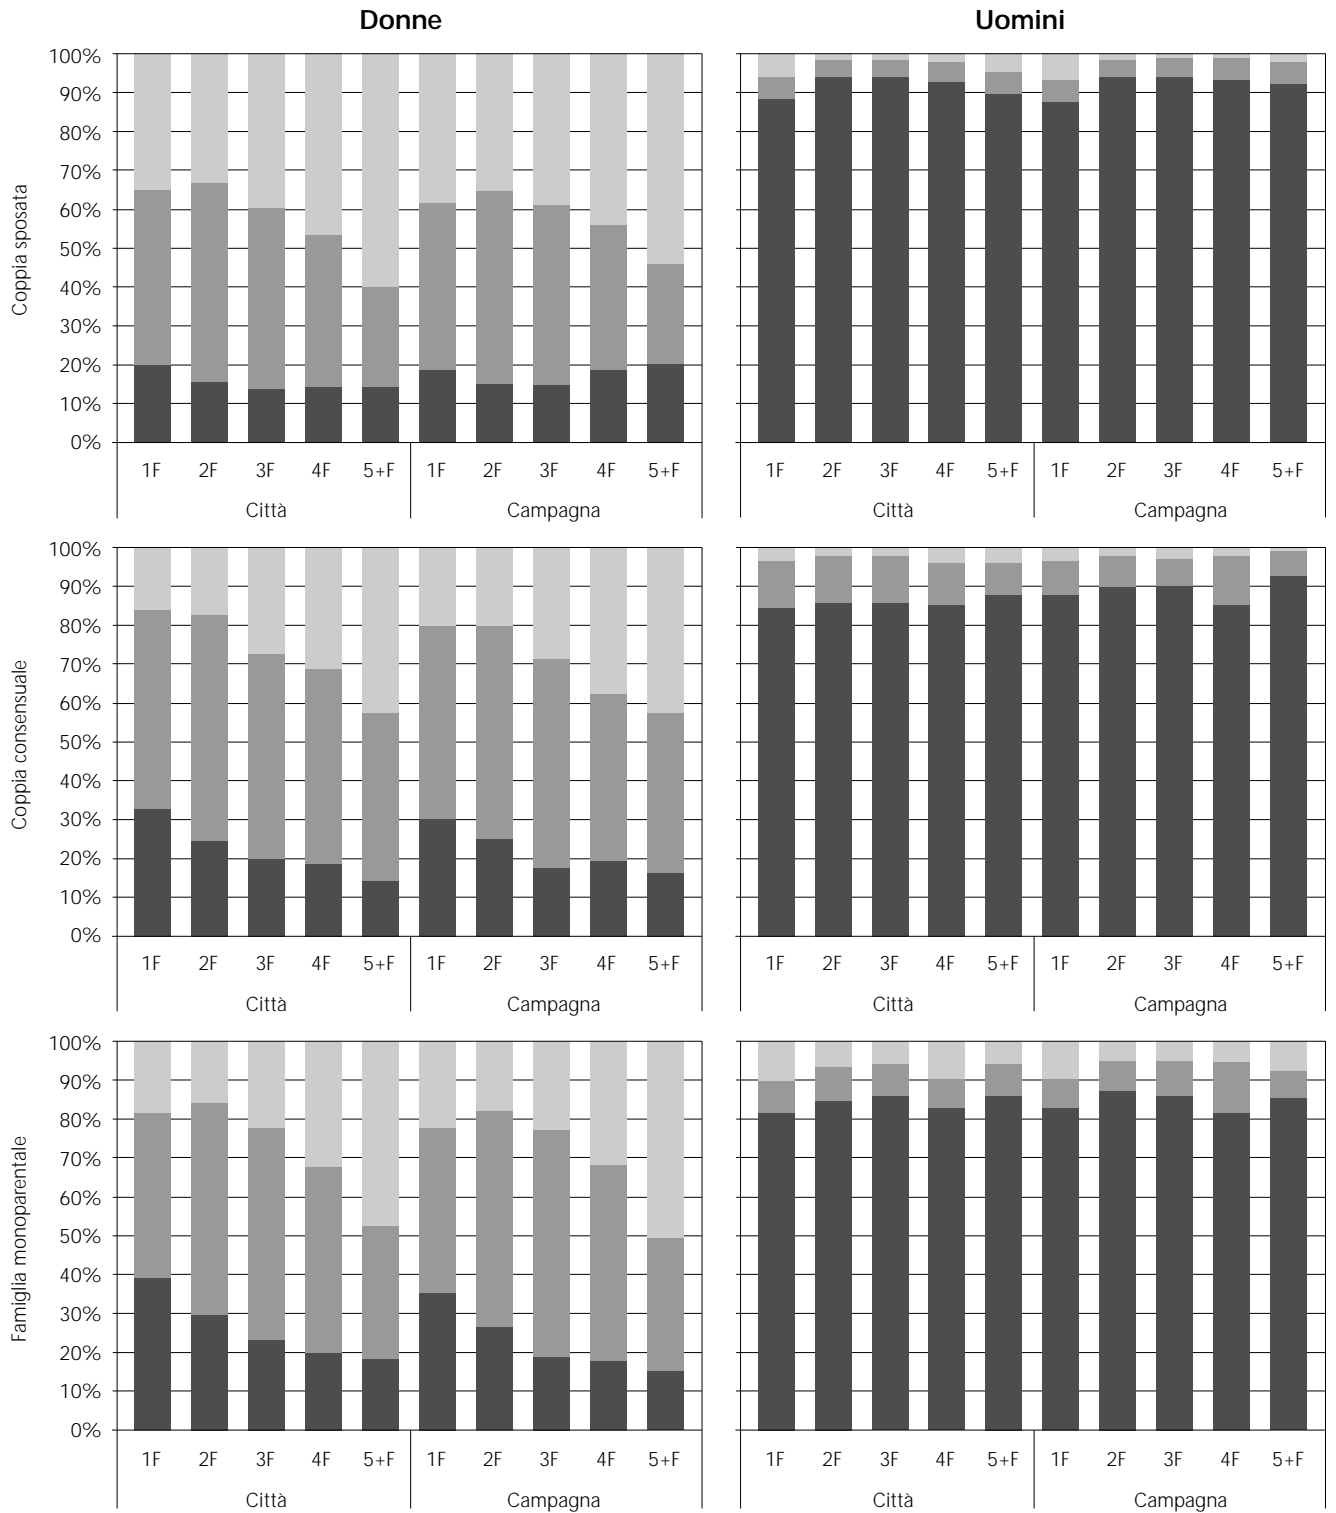 Donne
Uomini
Coppia sposata
100%
90%
80%
70%
60%
50%
40%
30%
20%
10%
0%
1F 2F 3F 4F 5+F 1F 2F 3F 4F 5+F
Città Campagna
1F 2F 3F 4F 5+F 1F 2F 3F 4F 5+F
Città Campagna
Coppia consensuale
100%
90%
80%
70%
60%
50%
40%
30%
20%
10%
0%
1F 2F 3F 4F 5+F 1F 2F 3F 4F 5+F
Città Campagna
1F 2F 3F 4F 5+F 1F 2F 3F 4F 5+F
Città Campagna
Famiglia monoparentale
100%
90%
80%
70%
60%
50%
40%
30%
20%
10%
0%
1F 2F 3F 4F 5+F 1F 2F 3F 4F 5+F
Città Campagna
1F 2F 3F 4F 5+F 1F 2F 3F 4F 5+F
Città Campagna